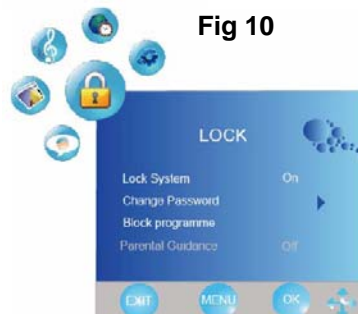 Fig 10
LOCK
Lock System On
Change Password
Block programme
Parental Guidance Off
EXIT MENU OK